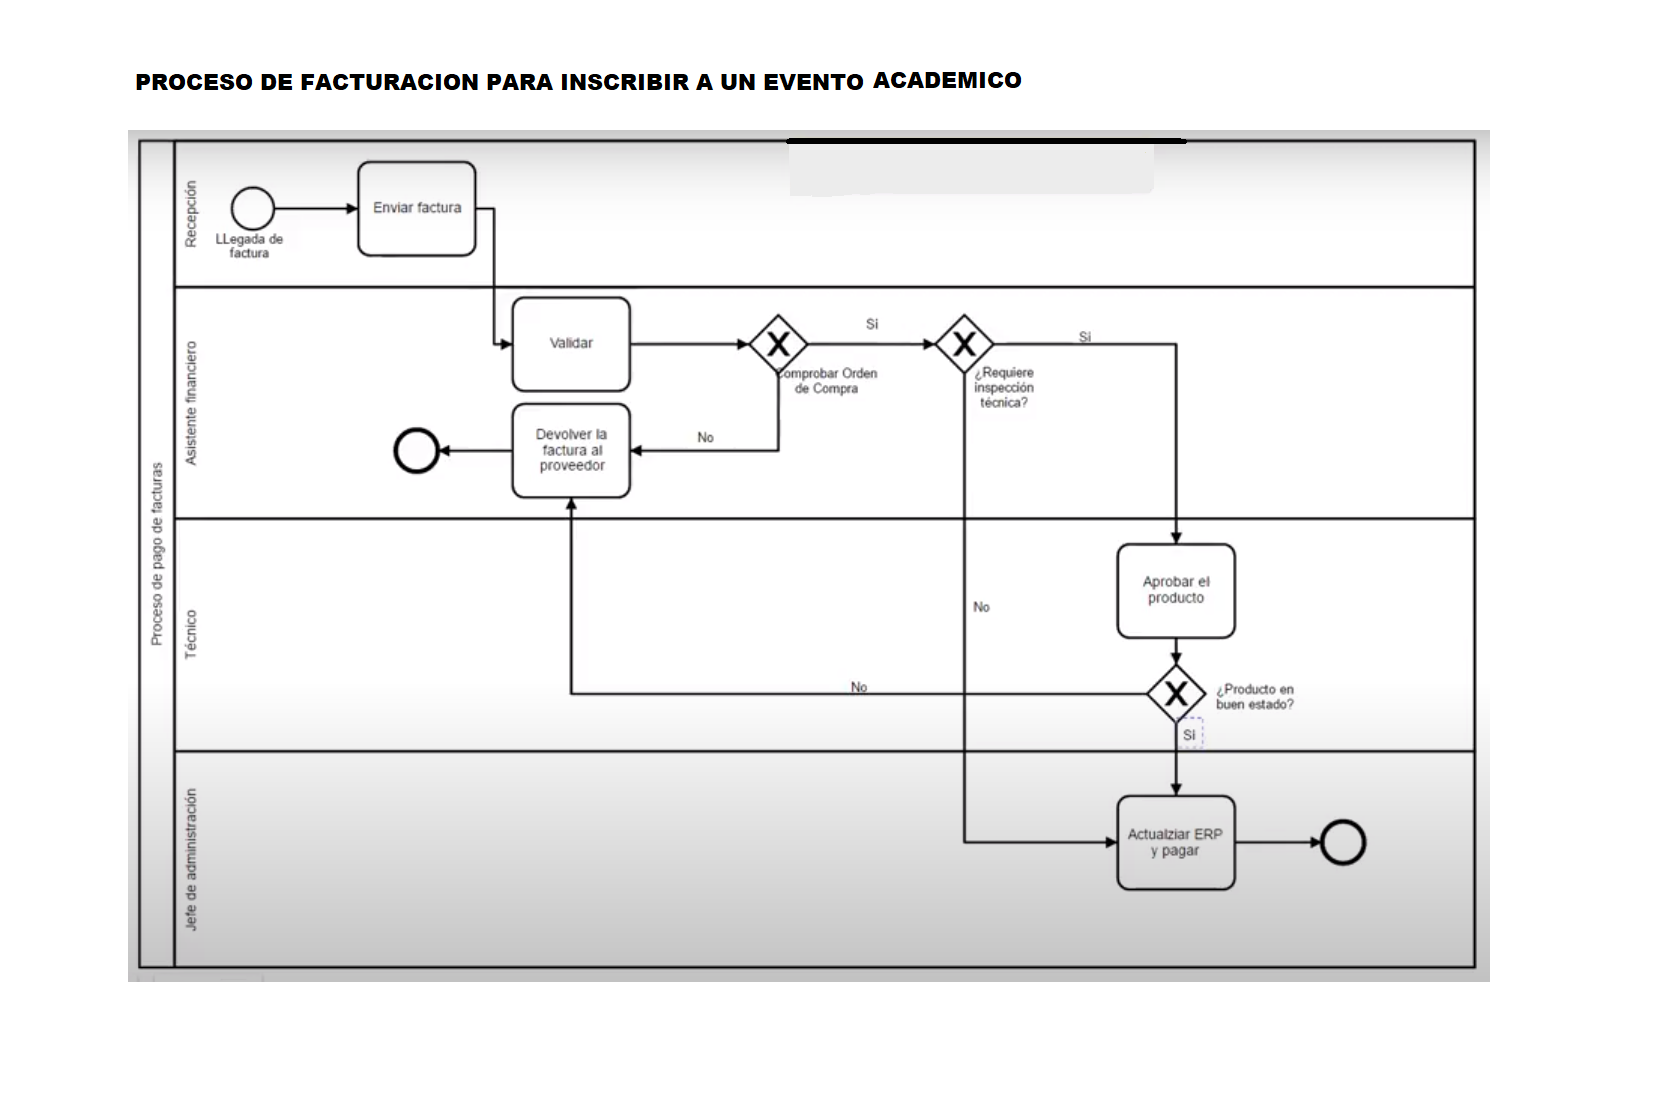 PROCESO DE FACTURACION PARA INSCRIBIR A UN EVENTO ACADEMICO
Proceso de pago de facturas
Recepción
LLegada de
factura
Enviar factura
Asistente financiero
Validar
Comprobar Orden
de Compra
Si
¿Requiere
inspección
técnica?
Si
No
Devolver la
factura al
proveedor
Técnico
Aprobar el
producto
No
No
¿Producto en
buen estado?
Si
Jefe de administración
Actualziar ERP
y pagar